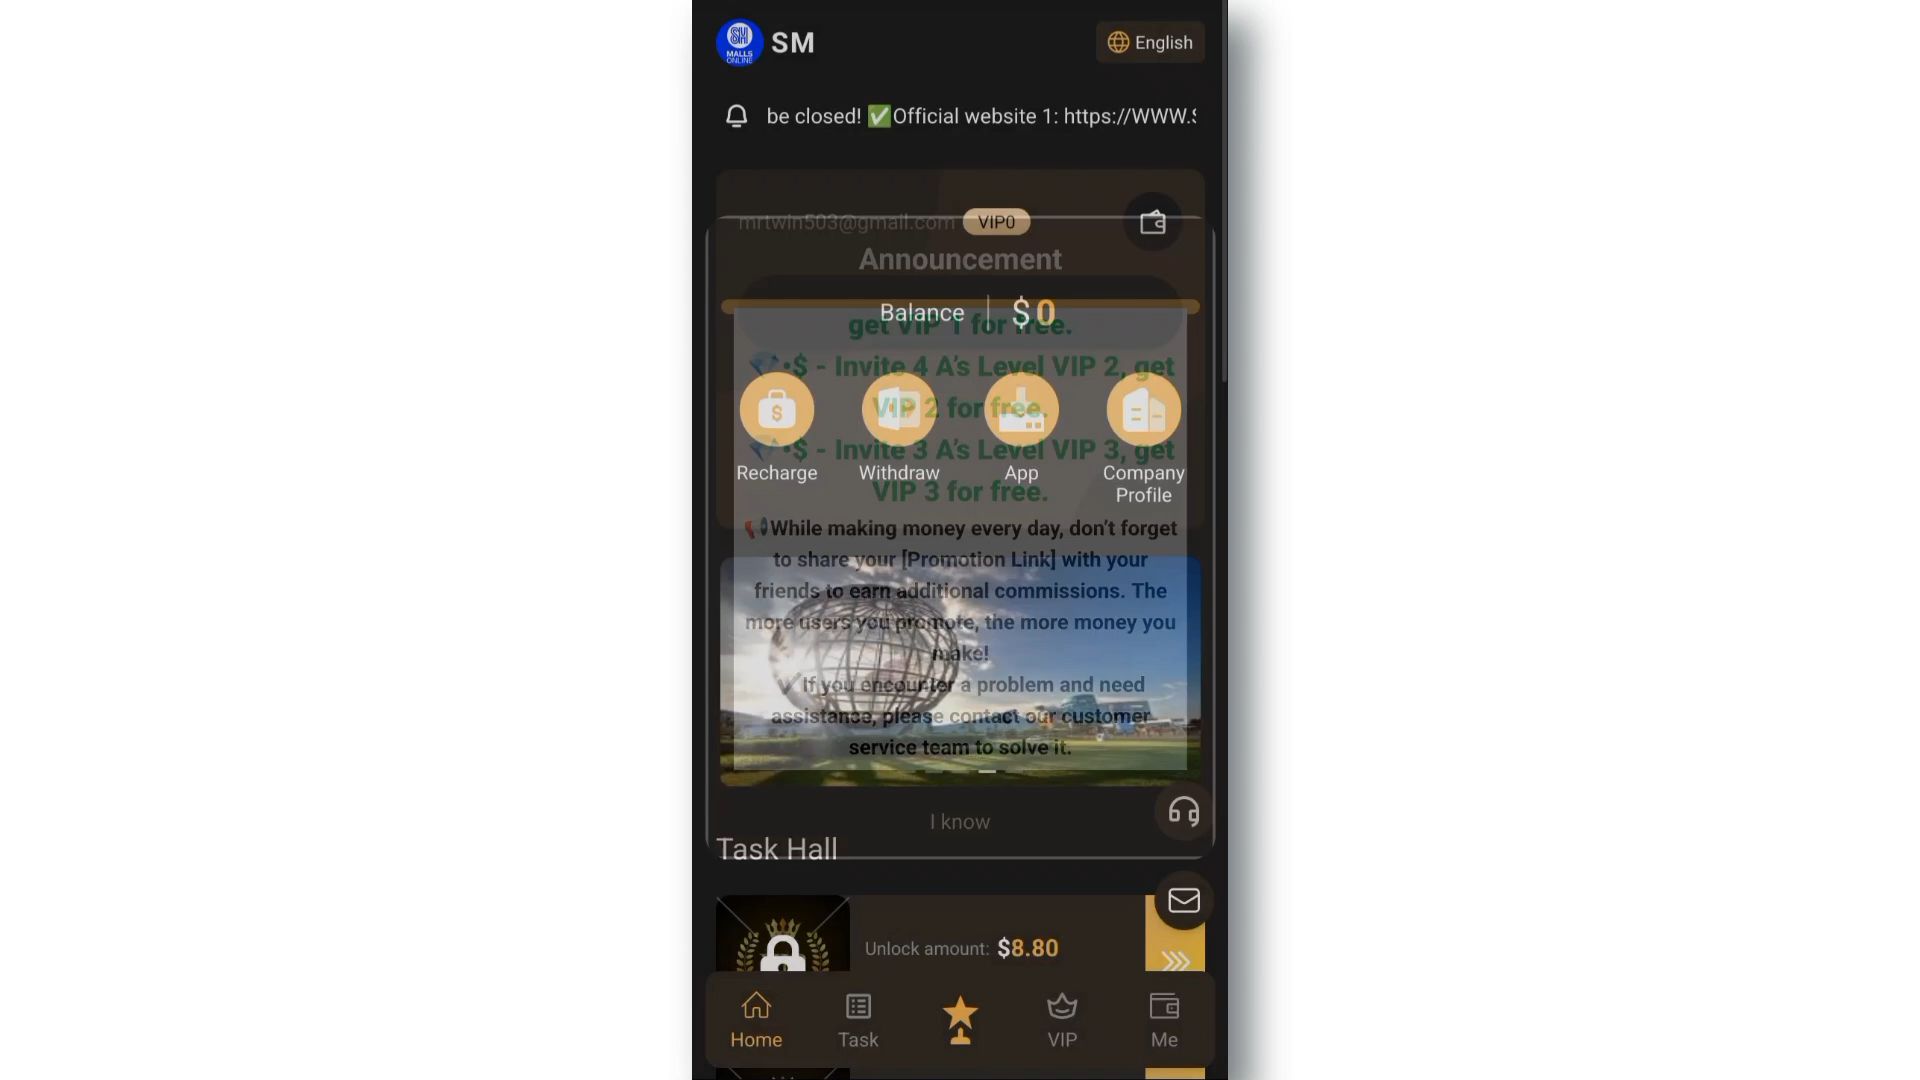 SM
MALLS
ONLINE
SM
English
be closed! ✅Official website 1: https://WWW.S
mrtwin503@gmail.com
VIP0
Announcement
Balance
$0
get VIP 1 for free.
💎•$ - Invite 4 A's Level VIP 2, get
VIP 2 for free.
💎•$ - Invite 3 A's Level VIP 3, get
Recharge
Withdraw
App
Company
Profile
VIP 3 for free.
📢While making money every day, don't forget
to share your [Promotion Link] with your
friends to earn additional commissions. The
more users you promote, the more money you
make!
✔If you encounter a problem and need
assistance, please contact our customer
service team to solve it.
I know
Task Hall
Unlock amount: $8.80
Home
Task
VIP
Me